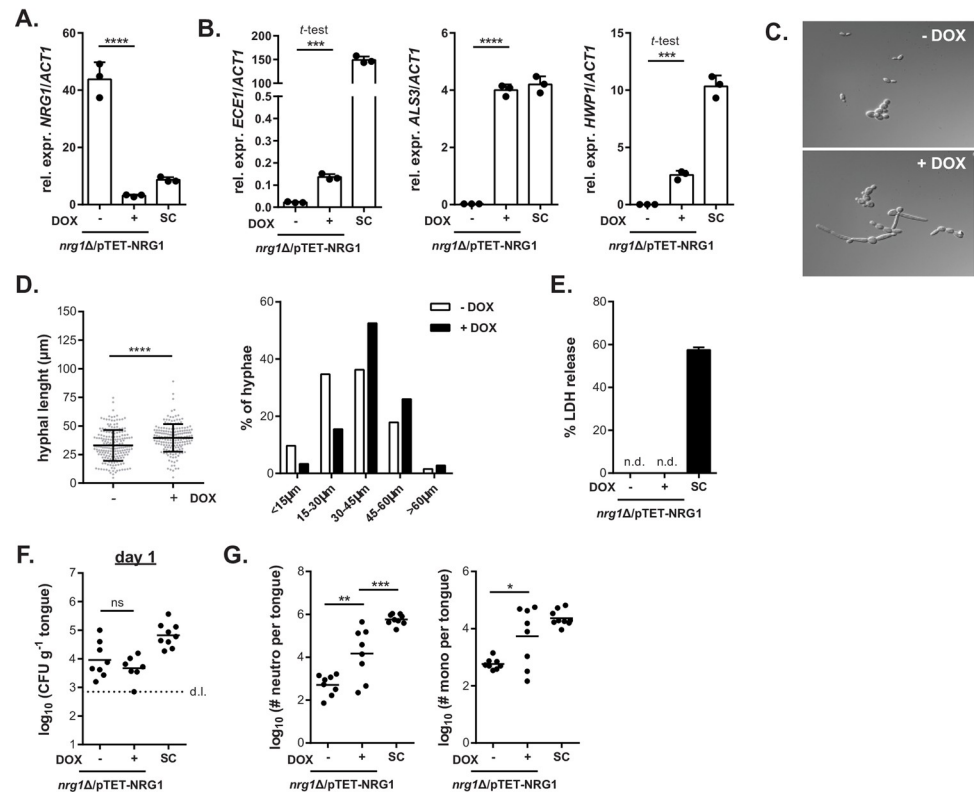 A.
rel. expr. NRG1/ACT1
60
40
20
0
****
DOX - + SC
nrg1Δ/pTET-NRG1
B.
rel. expr. ECE1/ACT1
200
150
100
50
0.5
0.4
0.3
0.2
0.1
0.0
t-test
***
DOX - + SC
nrg1Δ/pTET-NRG1
rel. expr. ALS3/ACT1
6
4
2
0
****
- + SC
rel. expr. HWP1/ACT1
15
10
5
0
t-test
***
DOX - + SC
nrg1Δ/pTET-NRG1
C.
- DOX
+ DOX
D.
hyphal lenght (µm)
150
125
100
75
50
25
0
****
- + DOX
% of hyphae
60
40
20
0
- DOX
+ DOX
<15µm
15-30µm
30-45µm
45-60µm
>60µm
E.
% LDH release
80
60
40
20
0
n.d. n.d.
DOX - + SC
nrg1Δ/pTET-NRG1
F.
day 1
log10 (CFU g-1 tongue)
7
6
5
4
3
2
1
ns
d.l.
DOX - + SC
nrg1Δ/pTET-NRG1
G.
log10 (# neutro per tongue)
8
6
4
2
0
**
***
DOX - + SC
nrg1Δ/pTET-NRG1
log10 (# mono per tongue)
6
4
2
0
*
DOX - + SC
nrg1Δ/pTET-NRG1